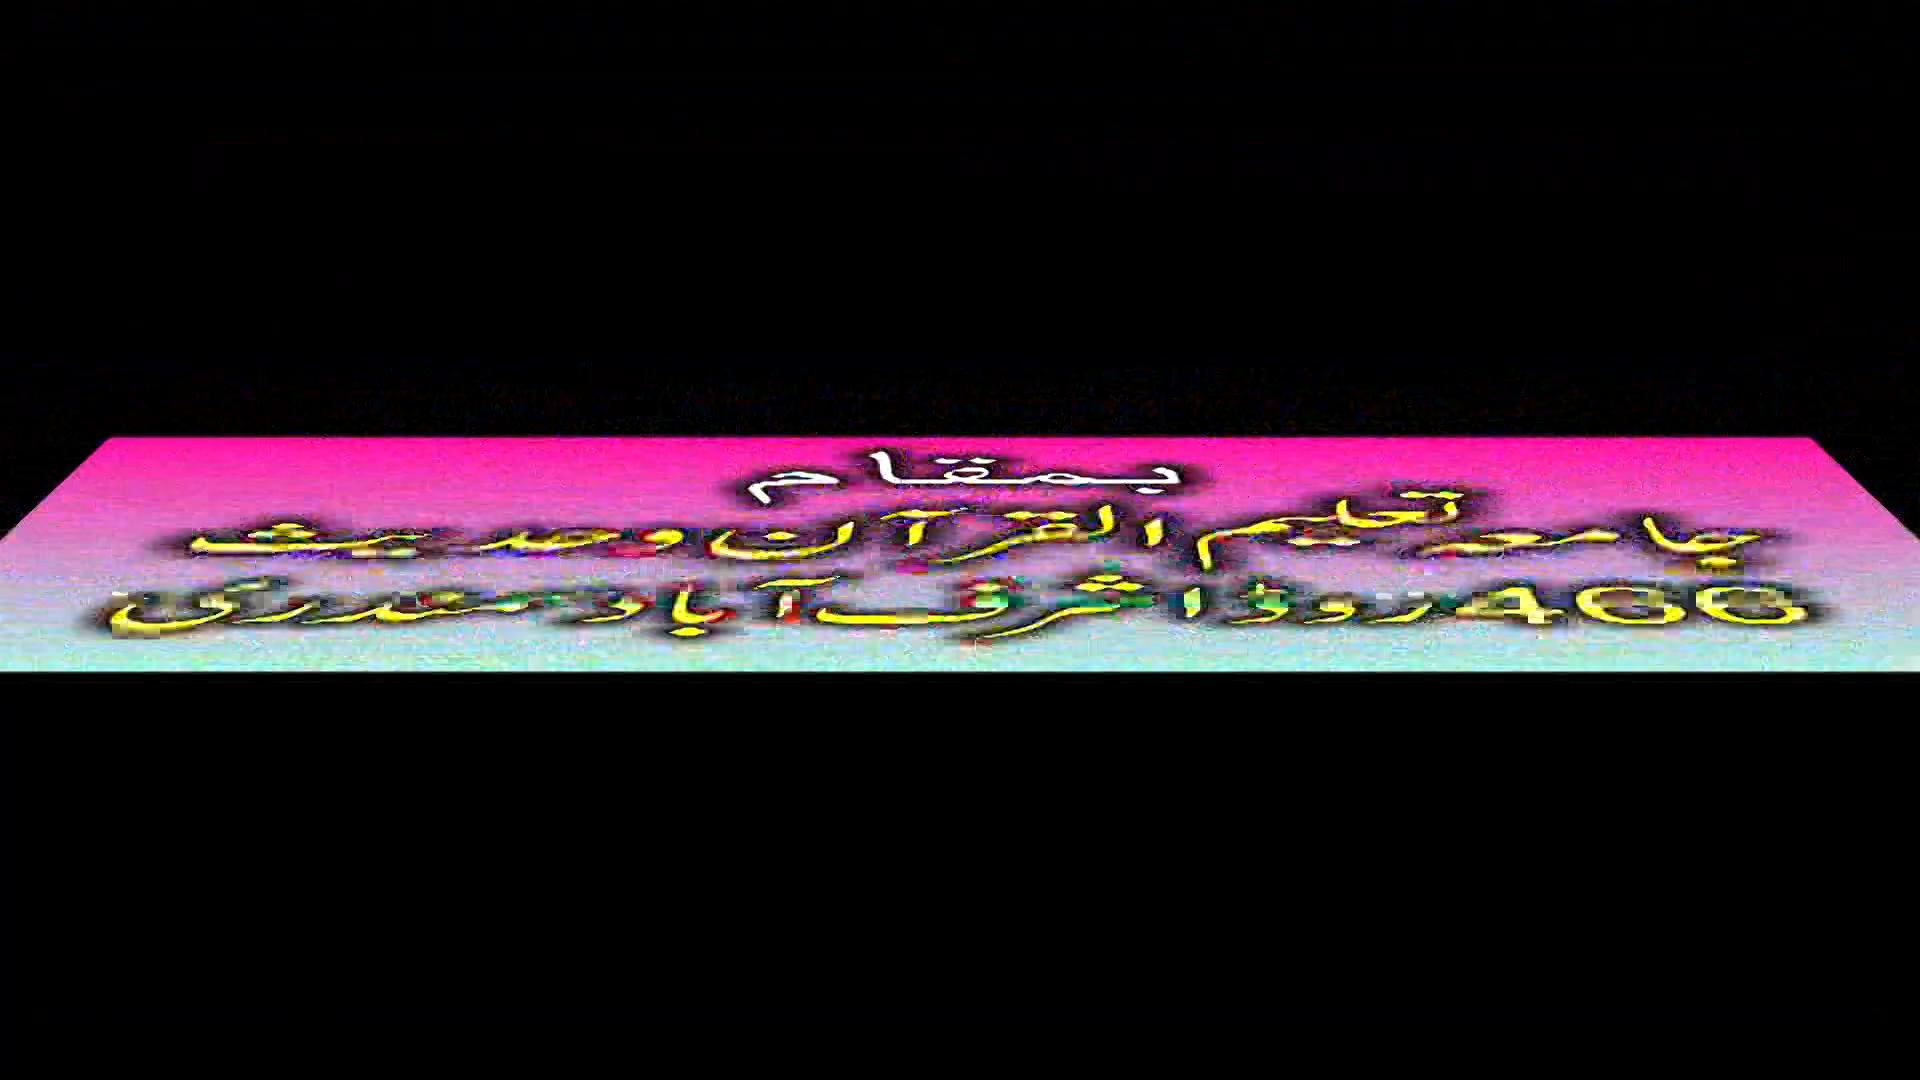 بمقام
جامعہ تعلیم القرآن وحدیث
400 روڈ اشرف آباد سمندری